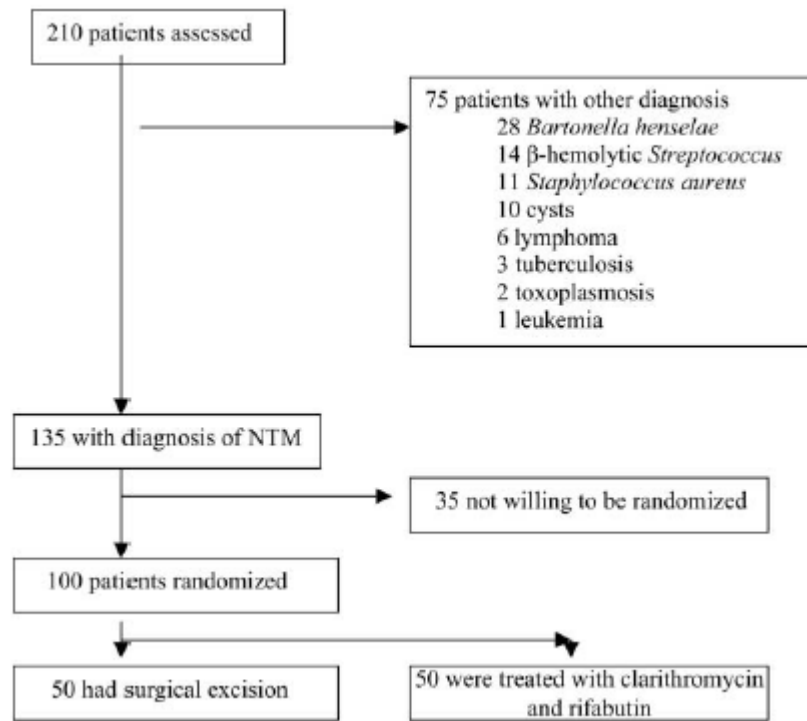 210 patients assessed
75 patients with other diagnosis
28 Bartonella henselae
14 β-hemolytic Streptococcus
11 Staphylococcus aureus
10 cysts
6 lymphoma
3 tuberculosis
2 toxoplasmosis
1 leukemia
135 with diagnosis of NTM
35 not willing to be randomized
100 patients randomized
50 had surgical excision
50 were treated with clarithromycin
and rifabutin